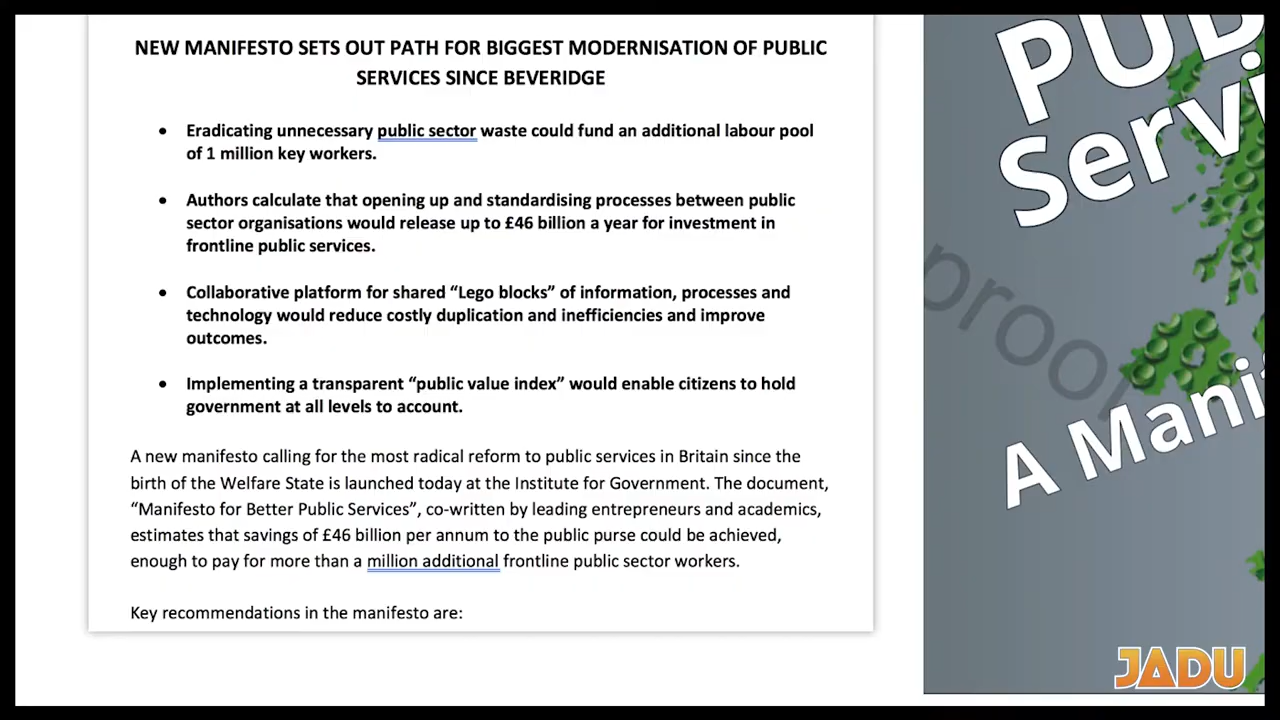 NEW MANIFESTO SETS OUT PATH FOR BIGGEST MODERNISATION OF PUBLIC
SERVICES SINCE BEVERIDGE
• Eradicating unnecessary public sector waste could fund an additional labour pool
of 1 million key workers.
• Authors calculate that opening up and standardising processes between public
sector organisations would release up to £46 billion a year for investment in
frontline public services.
• Collaborative platform for shared “Lego blocks” of information, processes and
technology would reduce costly duplication and inefficiencies and improve
outcomes.
• Implementing a transparent “public value index” would enable citizens to hold
government at all levels to account.
A new manifesto calling for the most radical reform to public services in Britain since the
birth of the Welfare State is launched today at the Institute for Government. The document,
“Manifesto for Better Public Services”, co-written by leading entrepreneurs and academics,
estimates that savings of £46 billion per annum to the public purse could be achieved,
enough to pay for more than a million additional frontline public sector workers.
Key recommendations in the manifesto are:
PUB
Servi
proof
A Mani
JADU